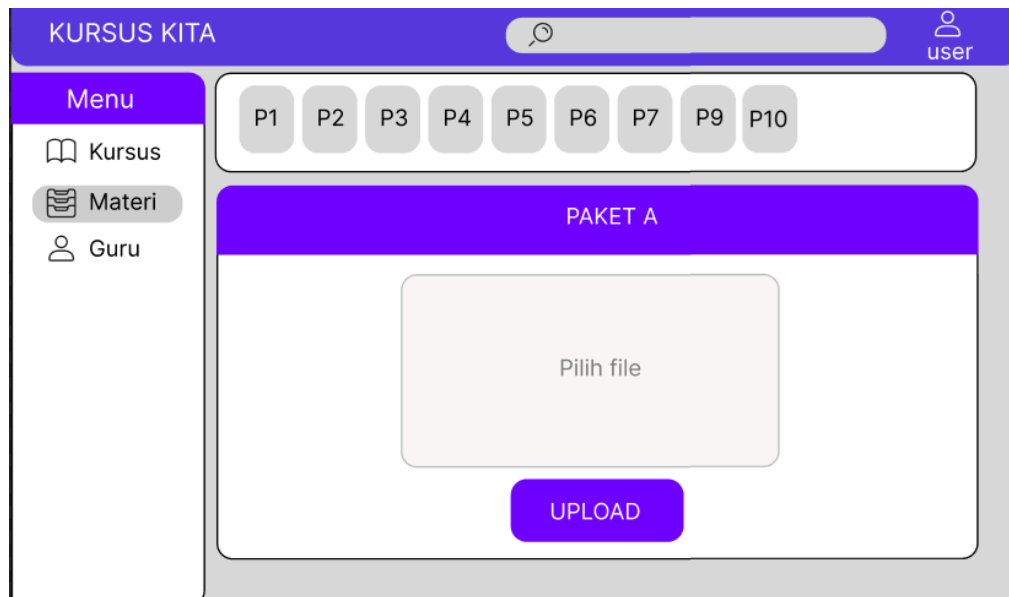 KURSUS KITA
user
Menu
Kursus
Materi
Guru
P1 P2 P3 P4 P5 P6 P7 P9 P10
PAKET A
Pilih file
UPLOAD